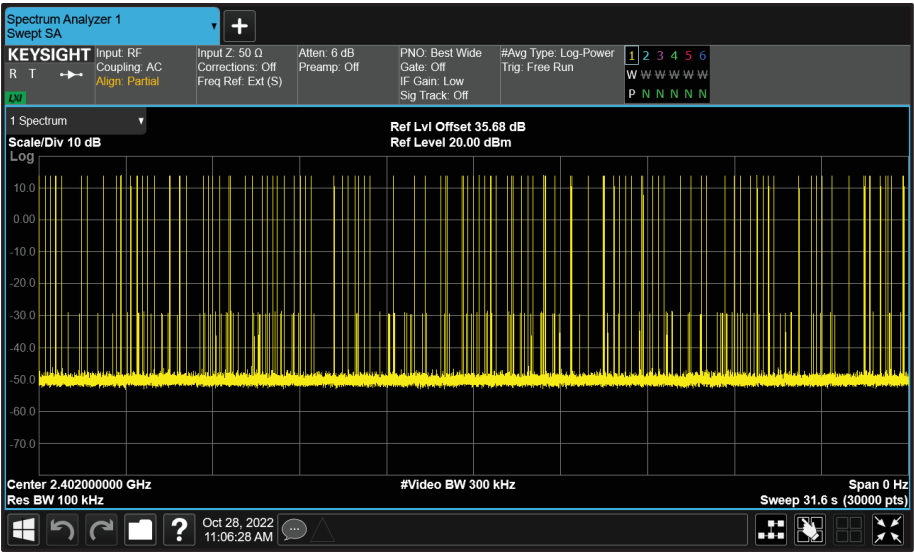 Spectrum Analyzer 1
Swept SA
+
KEYSIGHT
R T
LXI
Input: RF
Coupling: AC
Align: Partial
Input Z: 50 Ω
Corrections: Off
Freq Ref: Ext (S)
Atten: 6 dB
Preamp: Off
PNO: Best Wide
Gate: Off
IF Gain: Low
Sig Track: Off
#Avg Type: Log-Power
Trig: Free Run
1 2 3 4 5 6
W W W W W W
P N N N N N
1 Spectrum
Scale/Div 10 dB
Ref Lvl Offset 35.68 dB
Ref Level 20.00 dBm
Log
10.0
0.00
-10.0
-20.0
-30.0
-40.0
-50.0
-60.0
-70.0
Center 2.402000000 GHz
#Video BW 300 kHz
Span 0 Hz
Res BW 100 kHz
Sweep 31.6 s (30000 pts)
?
Oct 28, 2022
11:06:28 AM